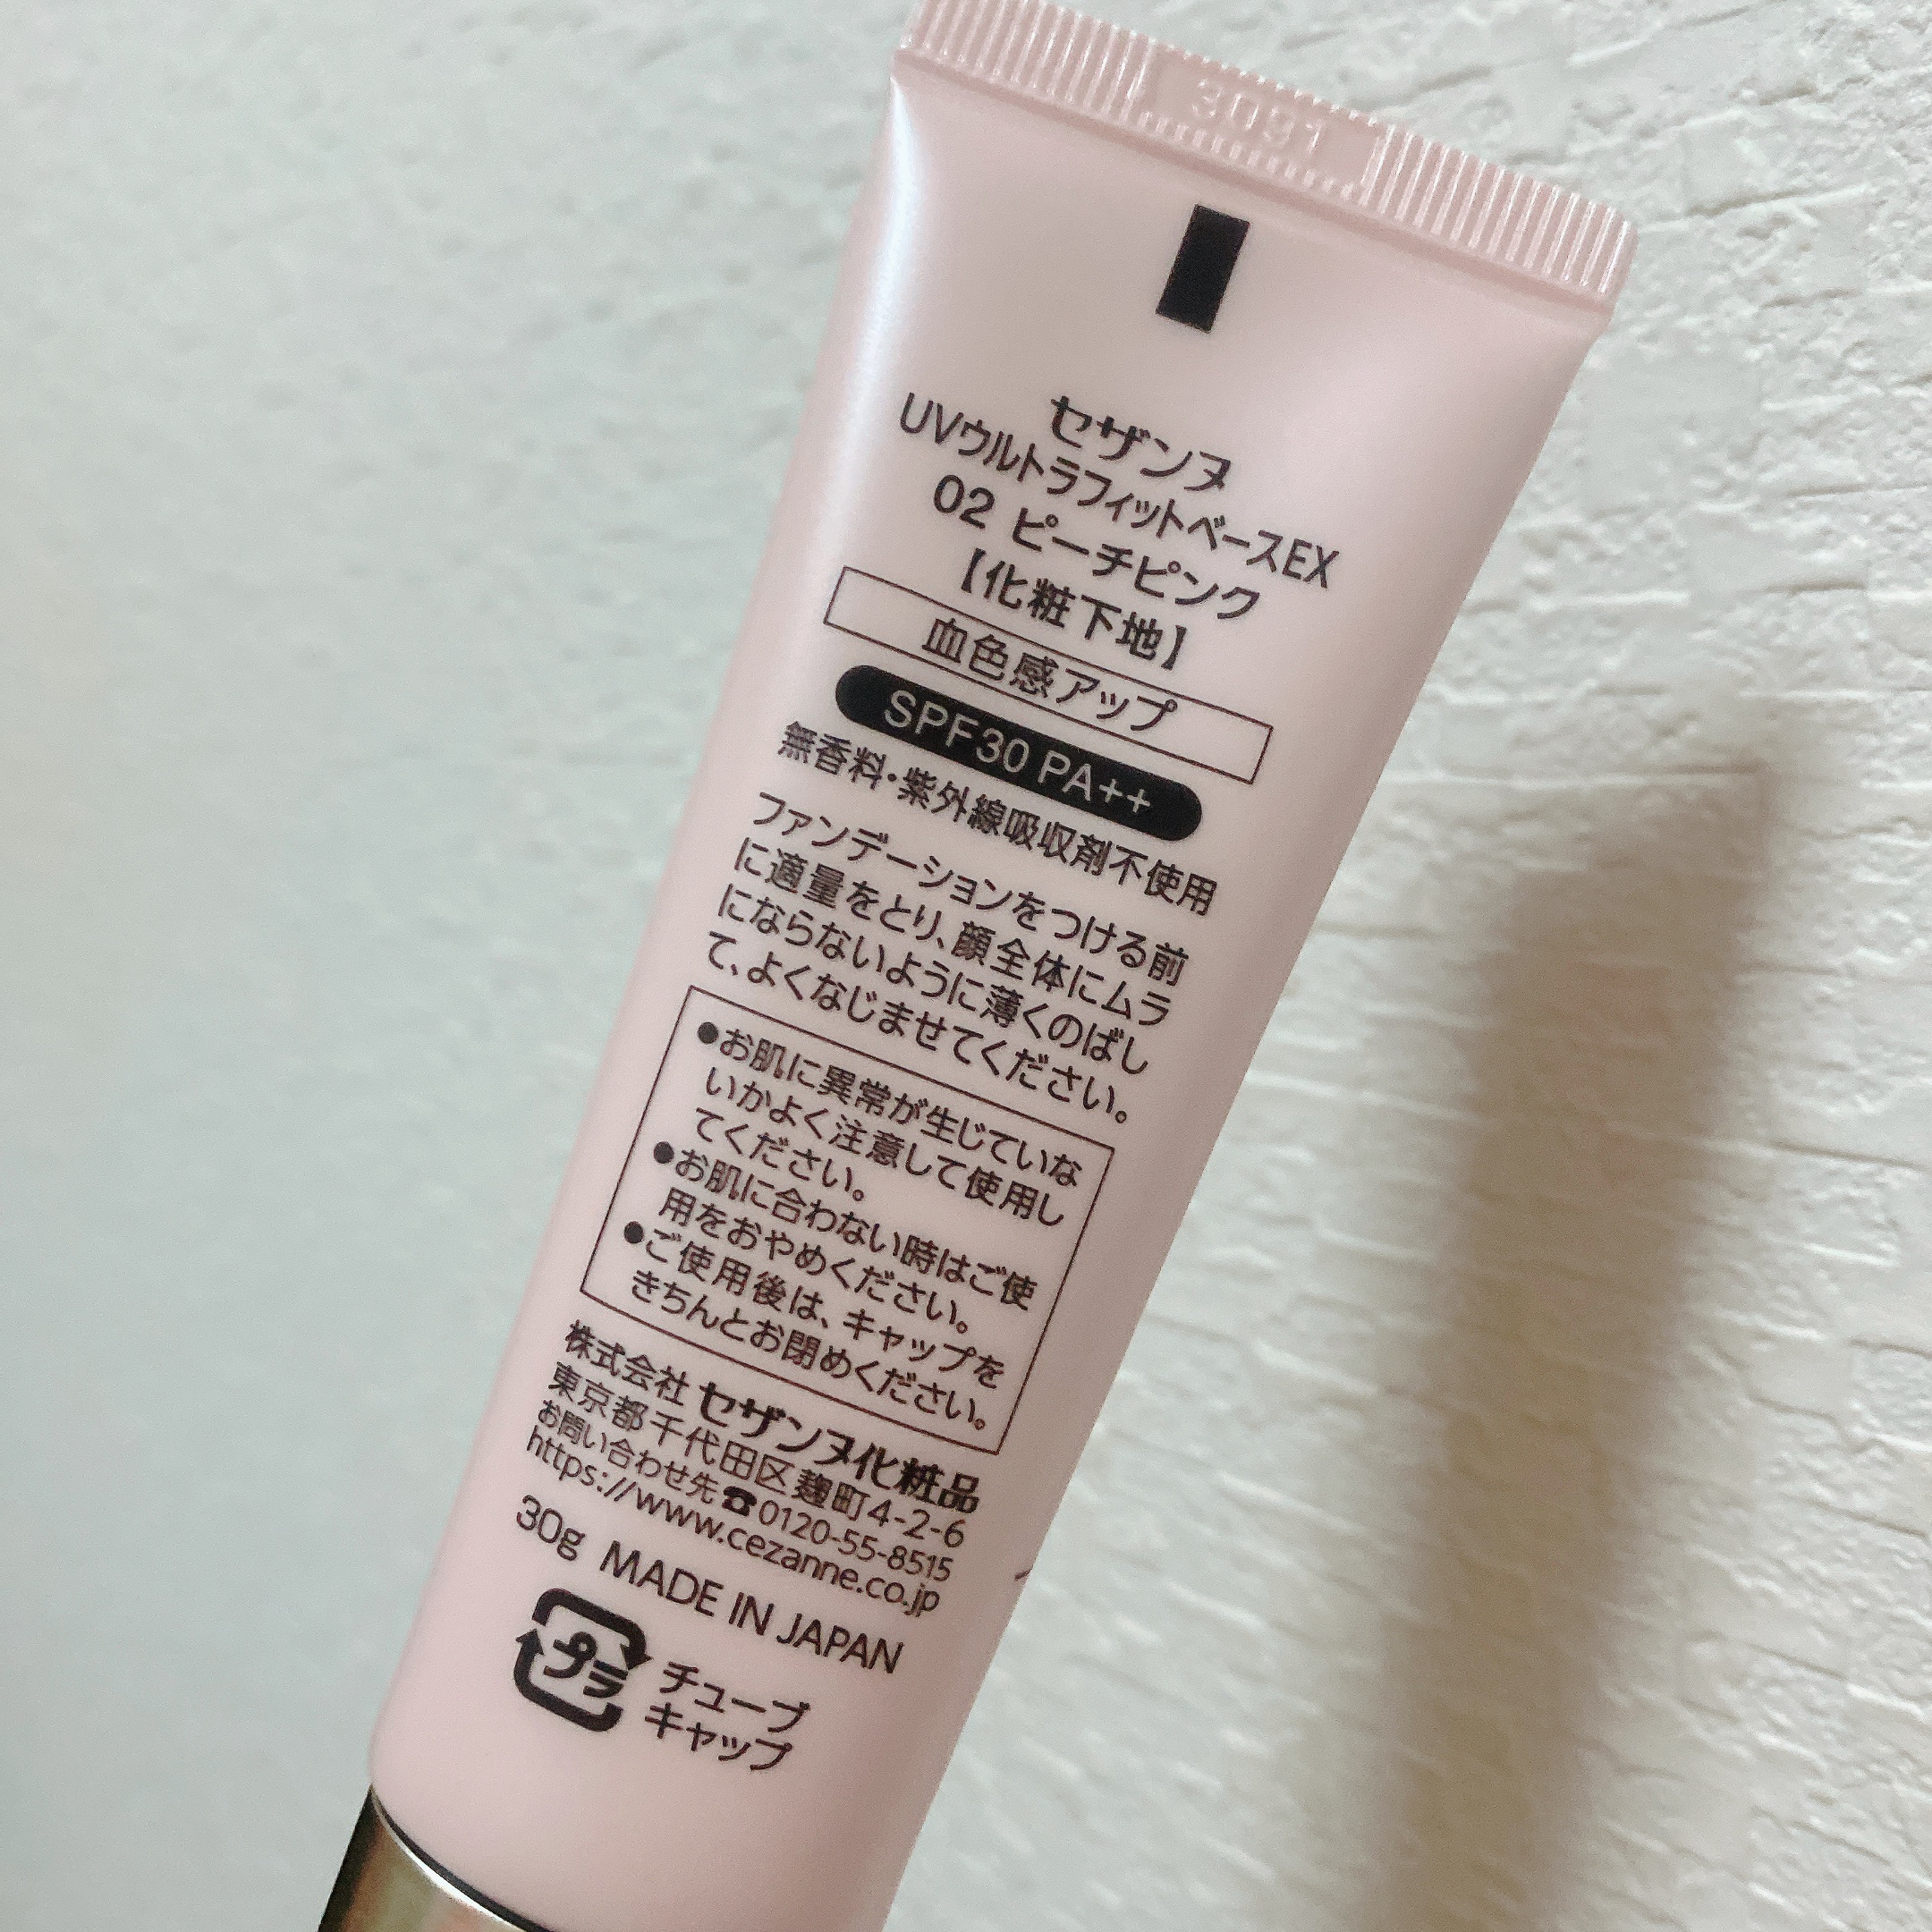 3091
セザンヌ
UVウルトラフィットベースEX
02 ピーチピンク
【化粧下地】
血色感アップ
SPF30 PA++
無香料・紫外線吸収剤不使用
ファンデーションをつける前
に適量をとり、顔全体にムラ
にならないように薄くのばし
て、よくなじませてください。
●お肌に異常が生じていな
いかよく注意して使用し
てください。
●お肌に合わない時はご使
用をおやめください。
●ご使用後は、キャップを
きちんとお閉めください。
株式会社 セザンヌ化粧品
東京都千代田区麹町4-2-6
お問い合わせ先☎0120-55-8515
https://www.cezanne.co.jp
30g MADE IN JAPAN
プラ
チューブ
キャップ